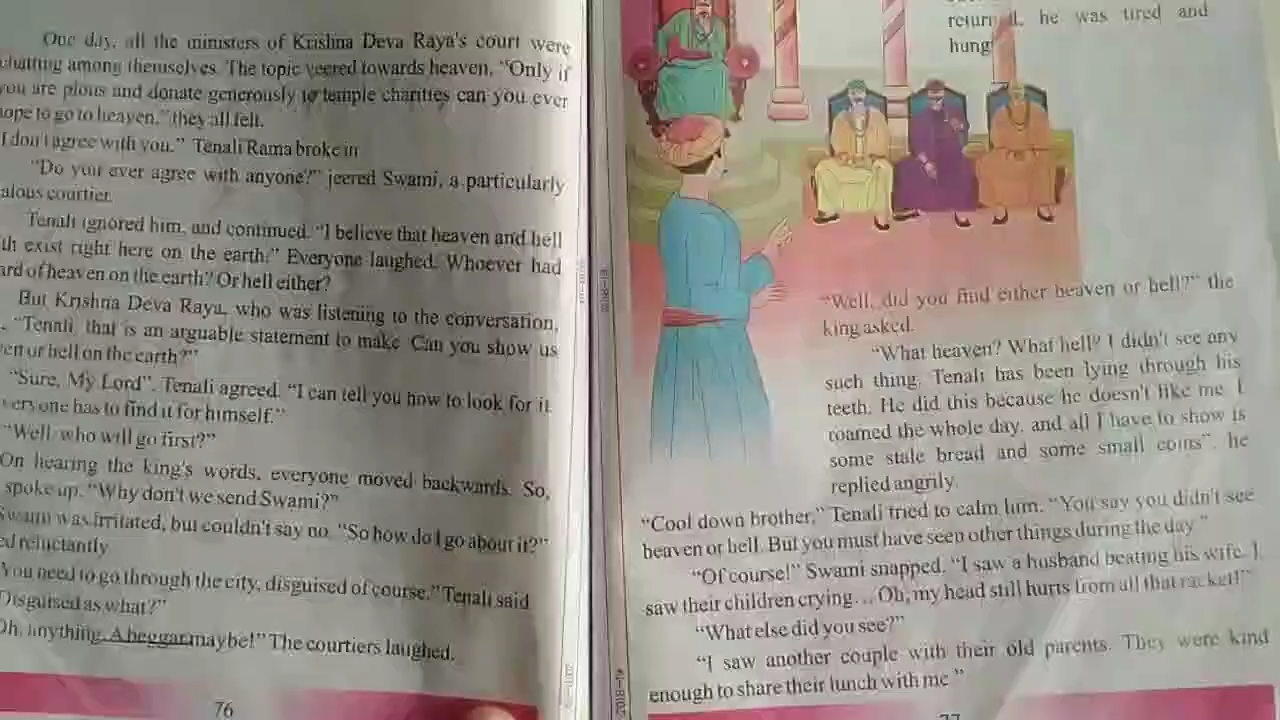 One day, all the ministers of Krishna Deva Raya's court were
chatting among themselves. The topic veered towards heaven. "Only if
you are pious and donate generously to temple charities can you ever
hope to go to heaven," they all felt.
I don't agree with you." Tenali Rama broke in
"Do you ever agree with anyone?" jeered Swami, a particularly
alous courtier.
Tenali ignored him, and continued. "I believe that heaven and hell
th exist right here on the earth." Everyone laughed. Whoever had
ard of heaven on the earth? Or hell either?
But Krishna Deva Raya, who was listening to the conversation,
. "Tenali, that is an arguable statement to make. Can you show us
en or hell on the earth?"
"Sure, My Lord". Tenali agreed. "I can tell you how to look for it.
veryone has to find it for himself."
"Well, who will go first?"
On hearing the king's words, everyone moved backwards. So,
spoke up. "Why don't we send Swami?"
Swami was irritated, but couldn't say no. "So how do I go about it?"
ed reluctantly.
You need to go through the city, disguised of course." Tenali said.
Disguised as what?"
Oh, anything. A beggar maybe!" The courtiers laughed.
76
returned, he was tired and
hung
"Well, did you find either heaven or hell?" the
king asked.
"What heaven? What hell? I didn't see any
such thing. Tenali has been lying through his
teeth. He did this because he doesn't like me. I
roamed the whole day, and all I have to show is
some stale bread and some small coins", he
replied angrily.
"Cool down brother," Tenali tried to calm him. "You say you didn't see
heaven or hell. But you must have seen other things during the day."
"Of course!" Swami snapped. "I saw a husband beating his wife. I
saw their children crying... Oh, my head still hurts from all that racket!"
"What else did you see?"
"I saw another couple with their old parents. They were kind
enough to share their lunch with me."
77